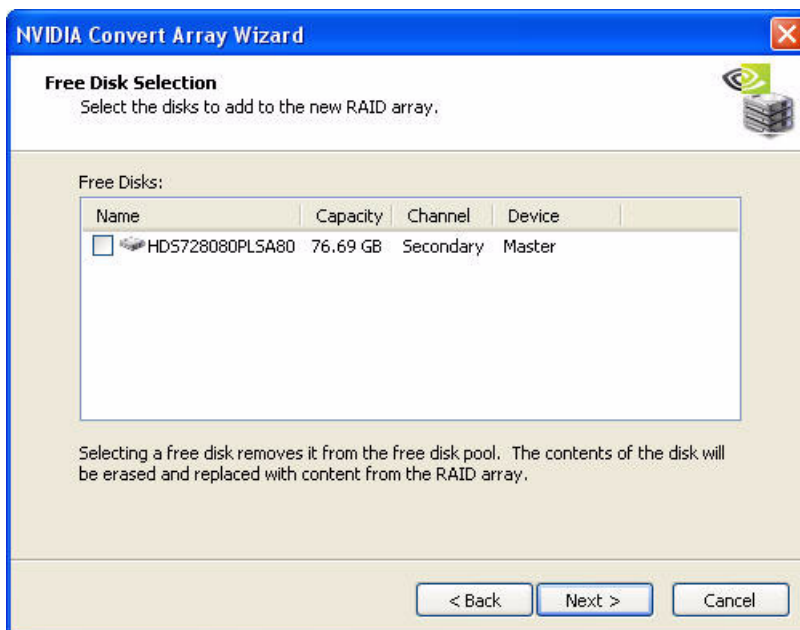 NVIDIA Convert Array Wizard
Free Disk Selection
Select the disks to add to the new RAID array.
Free Disks:
Name Capacity Channel Device
HDS728080PLSA80 76.69 GB Secondary Master
Selecting a free disk removes it from the free disk pool. The contents of the disk will
be erased and replaced with content from the RAID array.
< Back Next > Cancel